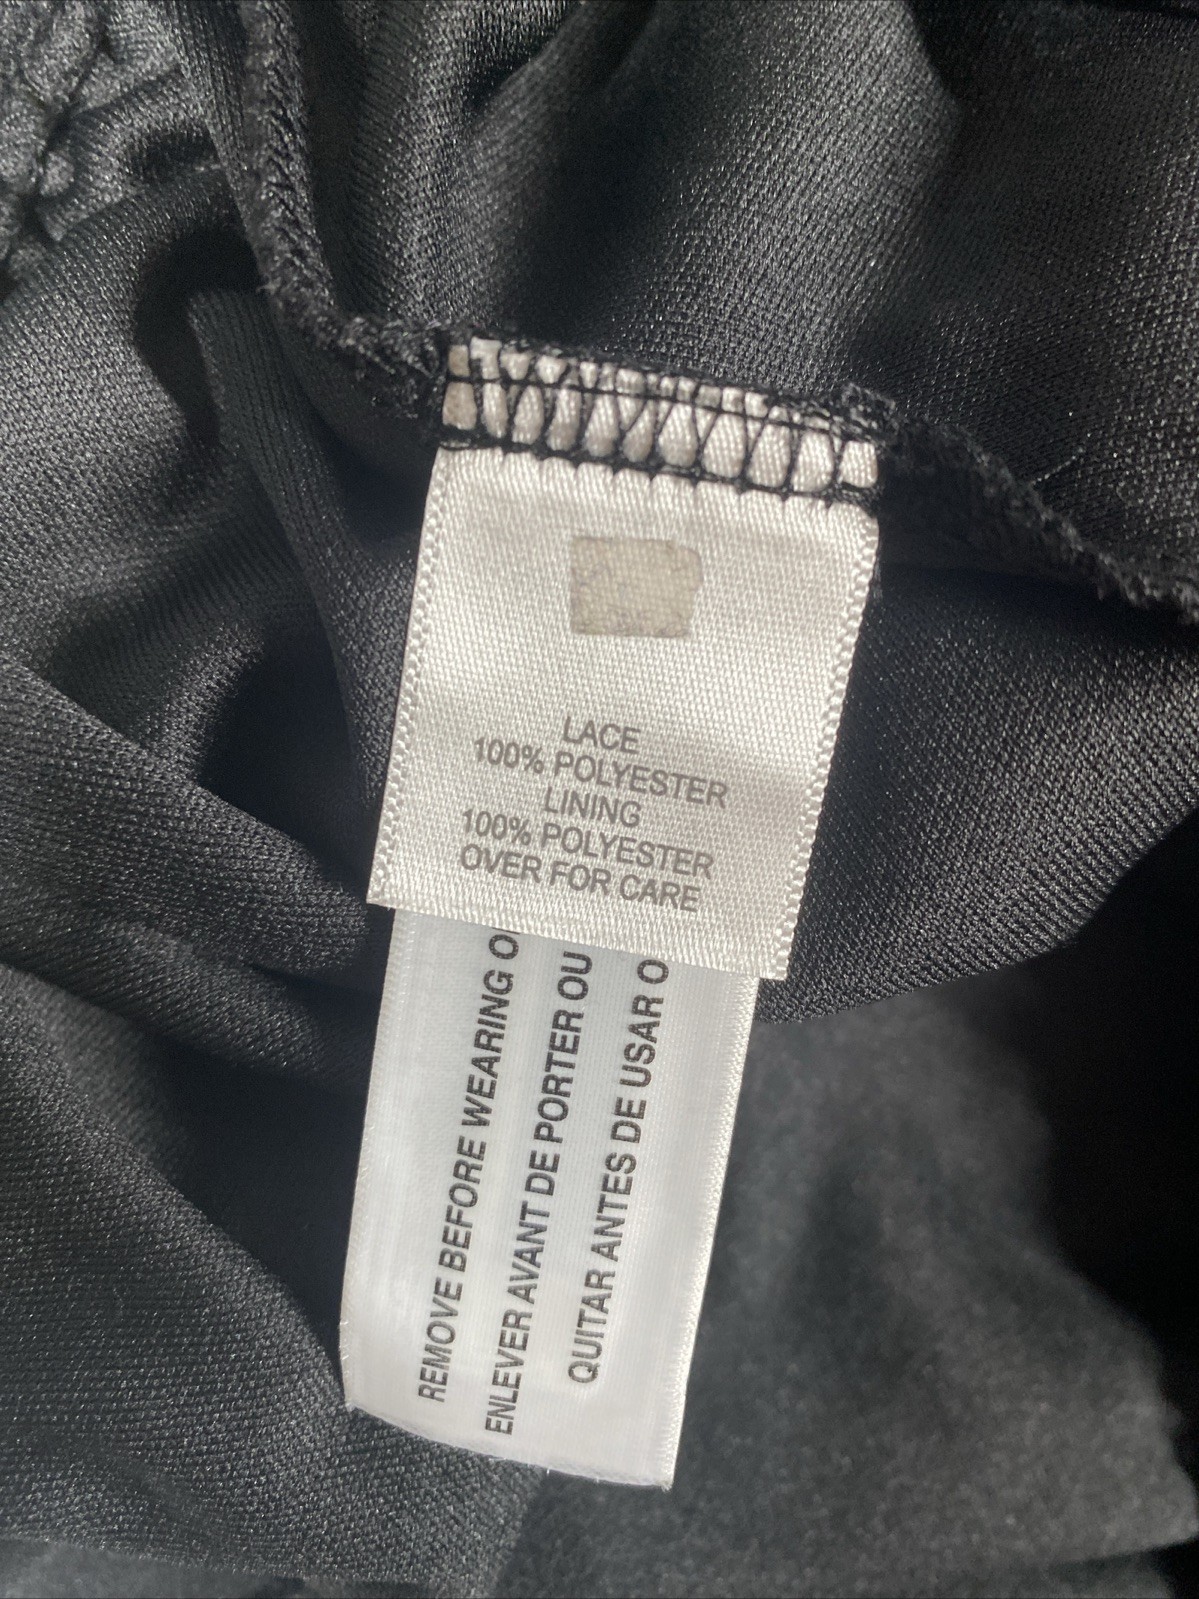 LACE
100% POLYESTER
LINING
100% POLYESTER
OVER FOR CARE
REMOVE BEFORE WEARING
ENLEVER AVANT DE PORTER OU
QUITAR ANTES DE USAR O